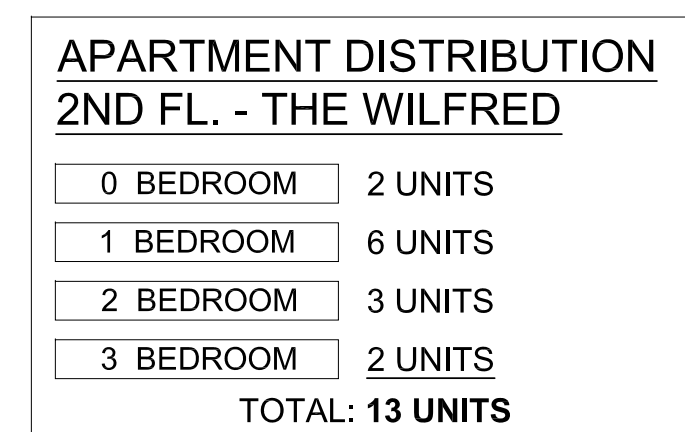 APARTMENT DISTRIBUTION
2ND FL. - THE WILFRED
0 BEDROOM 2 UNITS
1 BEDROOM 6 UNITS
2 BEDROOM 3 UNITS
3 BEDROOM 2 UNITS
TOTAL: 13 UNITS